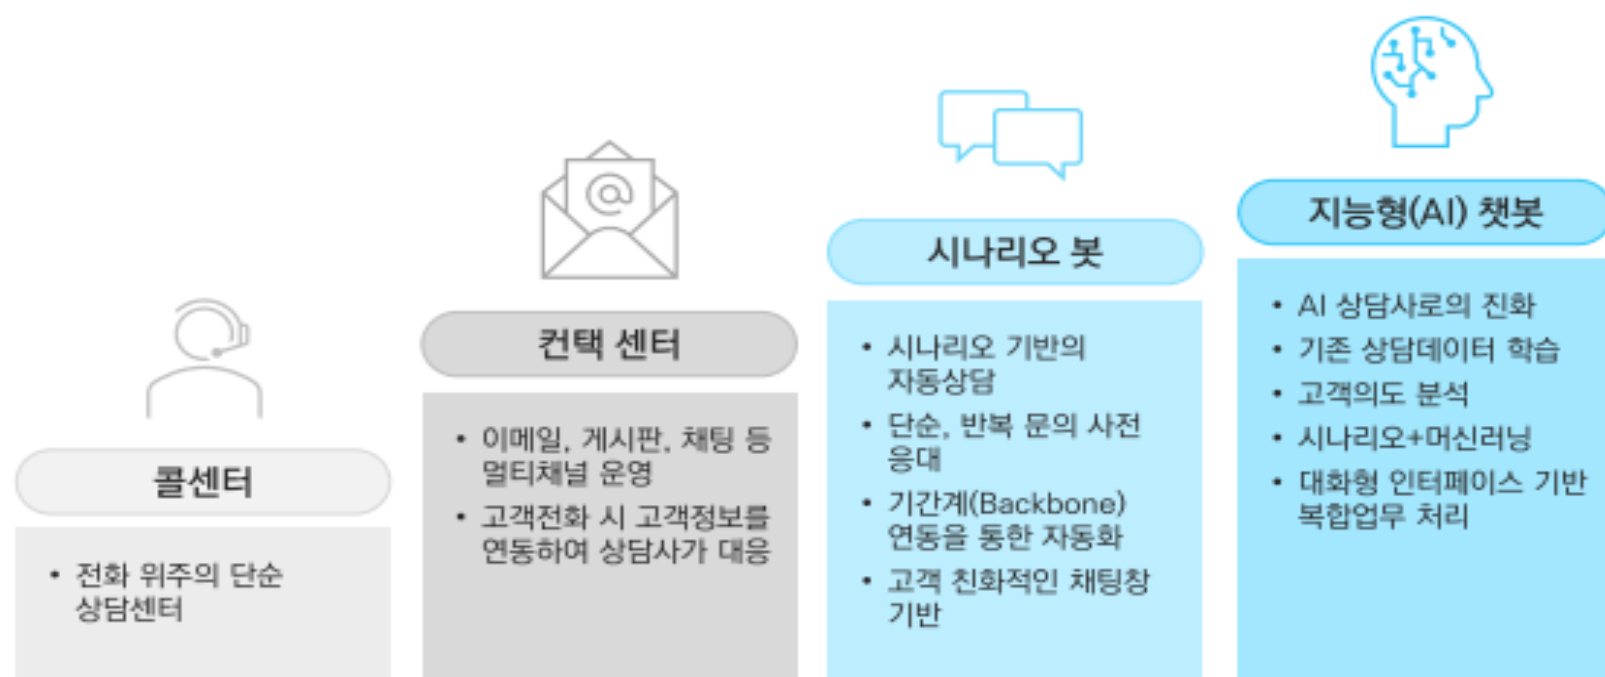 콜센터
• 전화 위주의 단순
상담센터
컨택 센터
• 이메일, 게시판, 채팅 등
멀티채널 운영
• 고객전화 시 고객정보를
연동하여 상담사가 대응
시나리오 봇
• 시나리오 기반의
자동상담
• 단순, 반복 문의 사전
응대
• 기간계(Backbone)
연동을 통한 자동화
• 고객 친화적인 채팅창
기반
지능형(AI) 챗봇
• AI 상담사로의 진화
• 기존 상담데이터 학습
• 고객의도 분석
• 시나리오+머신러닝
• 대화형 인터페이스 기반
복합업무 처리